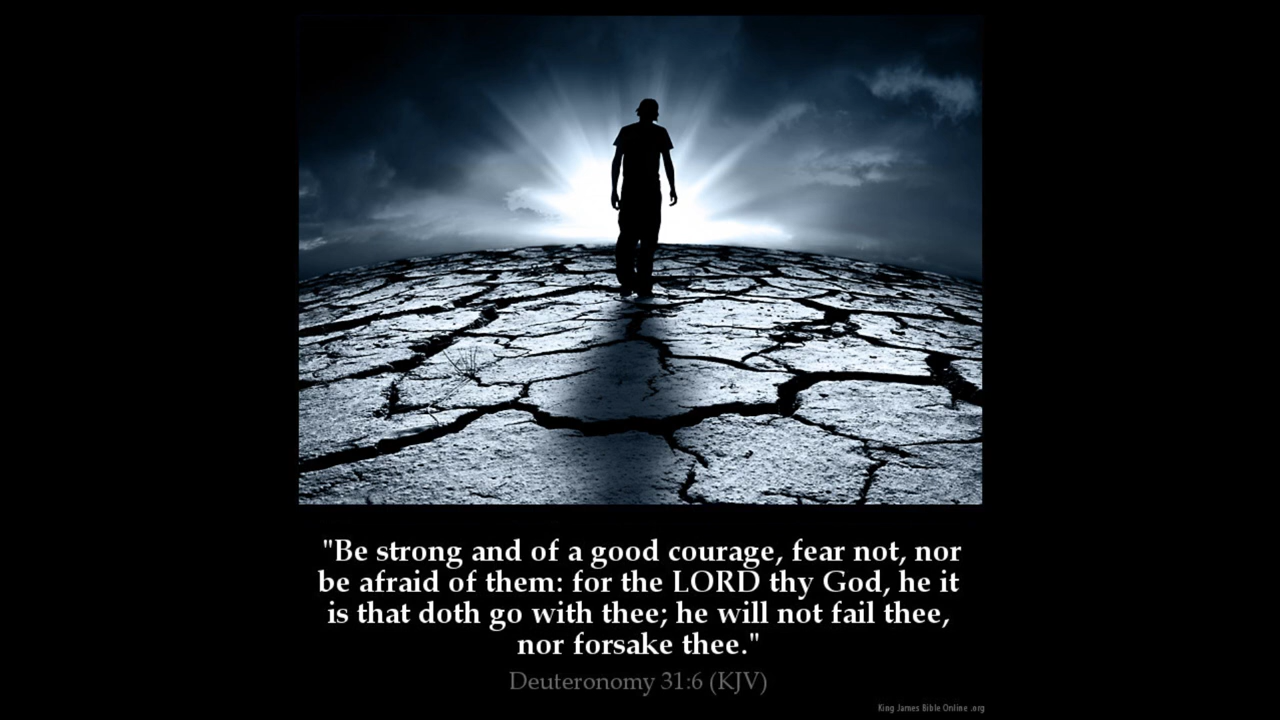 "Be strong and of a good courage, fear not, nor
be afraid of them: for the LORD thy God, he it
is that doth go with thee; he will not fail thee,
nor forsake thee."
Deuteronomy 31:6 (KJV)
King James Bible Online .org